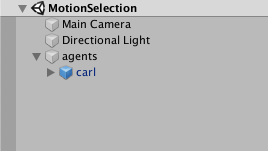 MotionSelection
Main Camera
Directional Light
agents
carl